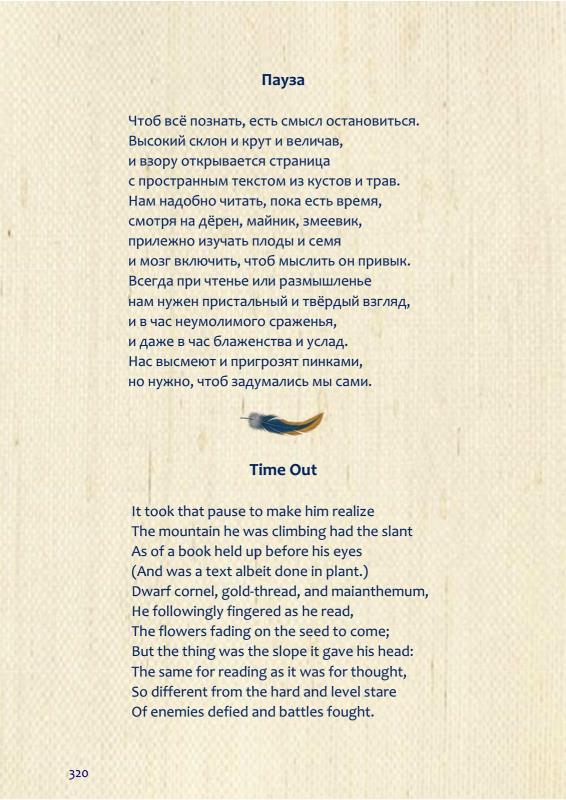 Пауза
Чтоб всё познать, есть смысл остановиться.
Высокий склон и крут и величав,
и взору открывается страница
с пространным текстом из кустов и трав.
Нам надобно читать, пока есть время,
смотря на дёрен, майник, змеевик,
прилежно изучать плоды и семя
и мозг включить, чтоб мыслить он привык.
Всегда при чтенье или размышленье
нам нужен пристальный и твёрдый взгляд,
и в час неумолимого сраженья,
и даже в час блаженства и услад.
Нас высмеют и пригрозят пинками,
но нужно, чтоб задумались мы сами.
Time Out
It took that pause to make him realize
The mountain he was climbing had the slant
As of a book held up before his eyes
(And was a text albeit done in plant.)
Dwarf cornel, gold-thread, and maianthemum,
He followingly fingered as he read,
The flowers fading on the seed to come;
But the thing was the slope it gave his head:
The same for reading as it was for thought,
So different from the hard and level stare
Of enemies defied and battles fought.
320